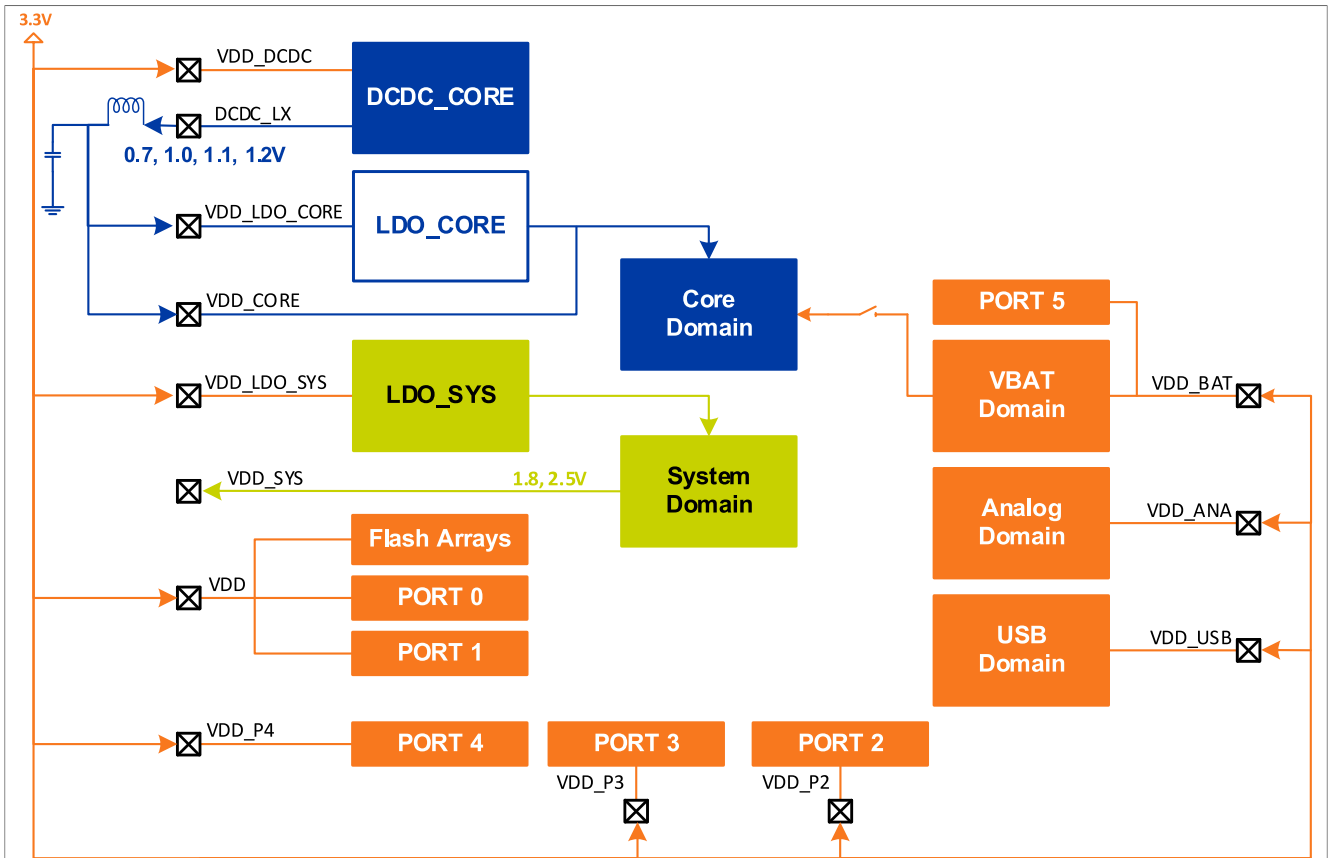 3.3V
VDD_DCDC
DCDC_CORE
DCDC_LX
0.7, 1.0, 1.1, 1.2V
VDD_LDO_CORE
LDO_CORE
VDD_CORE
Core
Domain
PORT 5
VDD_LDO_SYS
LDO_SYS
VBAT
Domain
VDD_BAT
VDD_SYS
1.8, 2.5V
System
Domain
Analog
Domain
VDD_ANA
Flash Arrays
VDD
PORT 0
PORT 1
USB
Domain
VDD_USB
VDD_P4
PORT 4
PORT 3
PORT 2
VDD_P3
VDD_P2